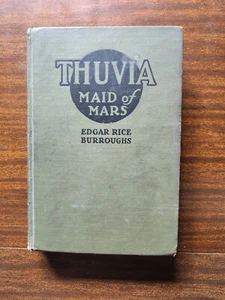 THUVIA
MAID of
MARS
EDGAR RICE
BURROUGHS